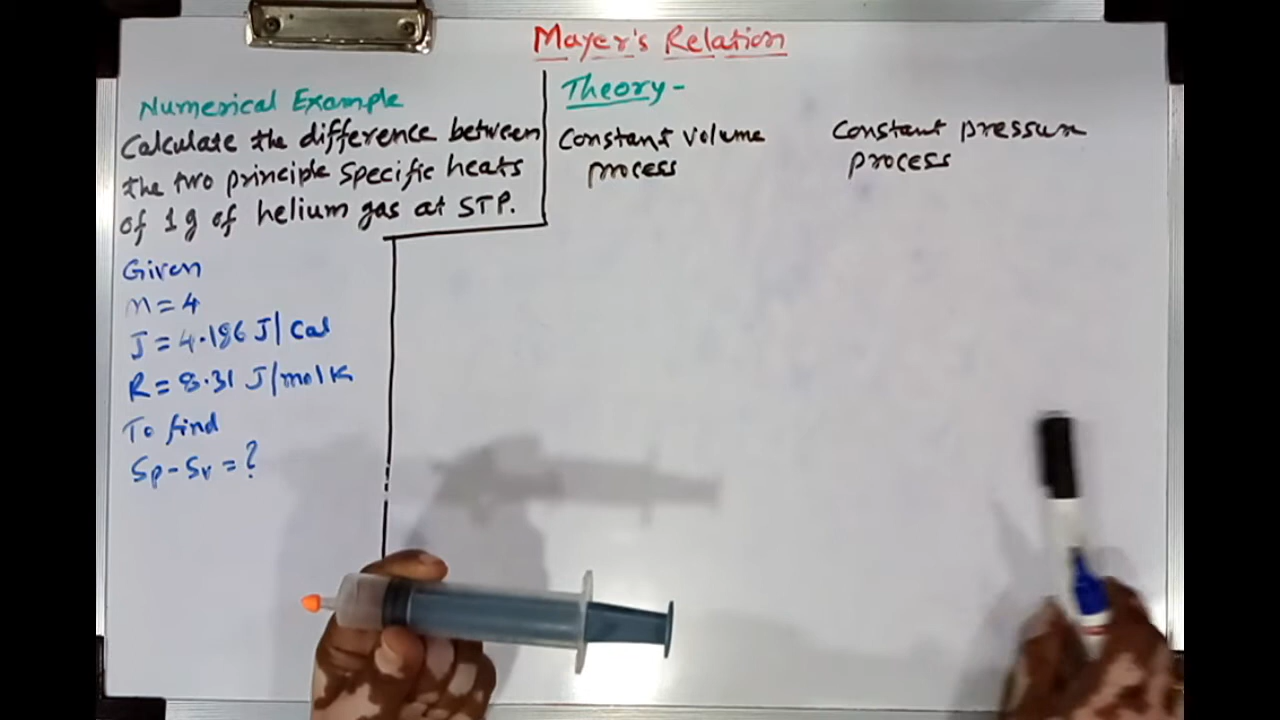 Mayer's Relation
Numerical Example
Calculate the difference between
the two principle specific heats
of 1g of helium gas at STP.
Given
M = 4
J = 4.186 J/Cal
R = 8.31 J/mol K
To find
Sp - Sv = ?
Theory -
Constant Volume
process
Constant pressure
process